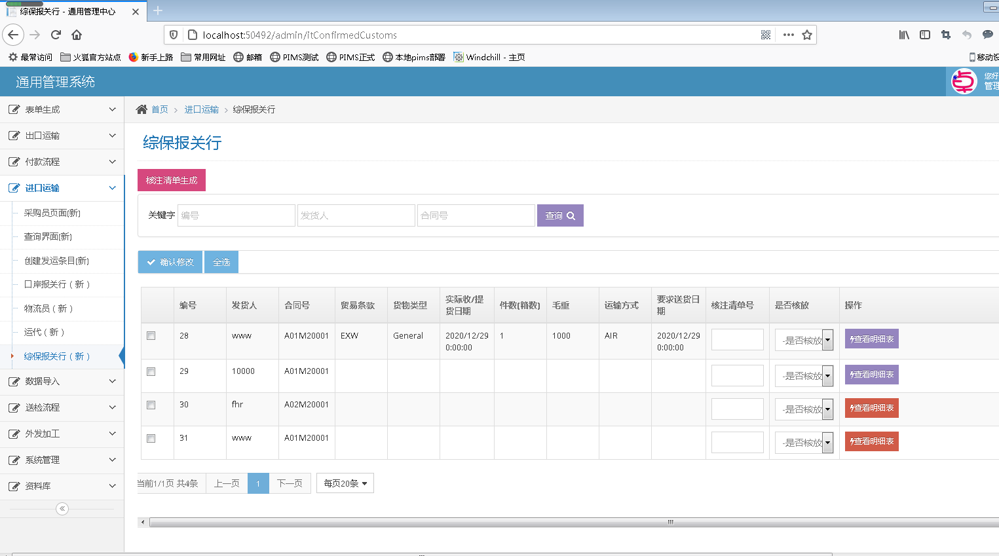 综保报关行 - 通用管理中心
localhost:50492/admin/itConfirmedCustoms
最常访问 火狐官方站点 新手上路 常用网址 邮箱 PIMS测试 PIMS正式 本地pims部署 Windchill - 主页
通用管理系统
您好
管理
表单生成
出口运输
付款流程
进口运输
采购员页面(新)
查询界面(新)
创建发运条目(新)
口岸报关行（新）
物流员（新）
运代（新）
综保报关行（新）
数据导入
送检流程
外发加工
系统管理
资料库
首页 > 进口运输 > 综保报关行
综保报关行
核注清单生成
关键字 编号 发货人 合同号 查询
确认修改 全选
编号 发货人 合同号 贸易条款 货物类型 实际收/提货日期 件数(箱数) 毛重 运输方式 要求送货日期 核注清单号 是否核放 操作
28 www A01M20001 EXW General 2020/12/29 0:00:00 1 1000 AIR 2020/12/29 0:00:00 -是否核放 查看明细表
29 10000 A01M20001 -是否核放 查看明细表
30 fhr A02M20001 -是否核放 查看明细表
31 www A01M20001 -是否核放 查看明细表
当前1/1页 共4条 上一页 1 下一页 每页20条